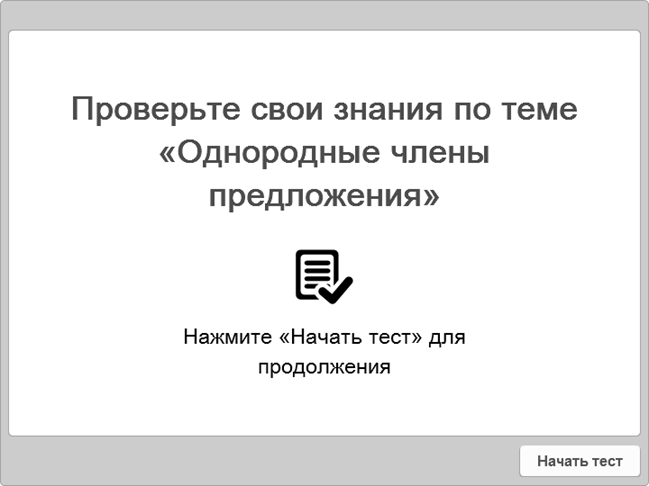 Проверьте свои знания по теме
«Однородные члены
предложения»
Нажмите «Начать тест» для
продолжения
Начать тест